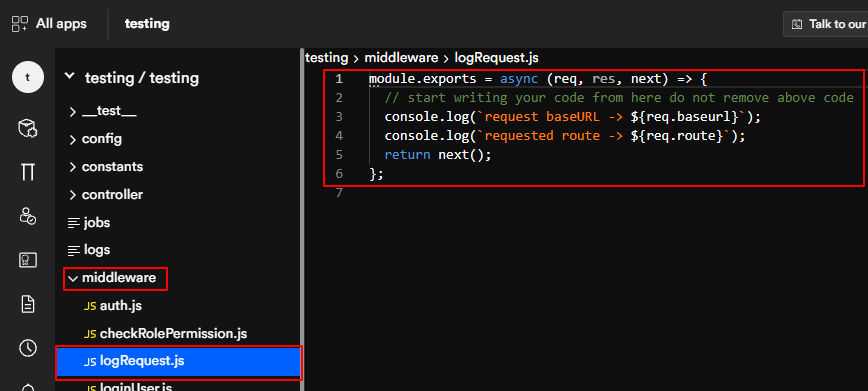 All apps
testing
Talk to our
t
testing / testing
__test__
config
constants
controller
jobs
logs
middleware
JS auth.js
JS checkRolePermission.js
JS logRequest.js
JS loginUser.js
testing > middleware > logRequest.js
1 module.exports = async (req, res, next) => {
2 // start writing your code from here do not remove above code
3 console.log(`request baseURL -> ${req.baseurl}`);
4 console.log(`requested route -> ${req.route}`);
5 return next();
6 };
7